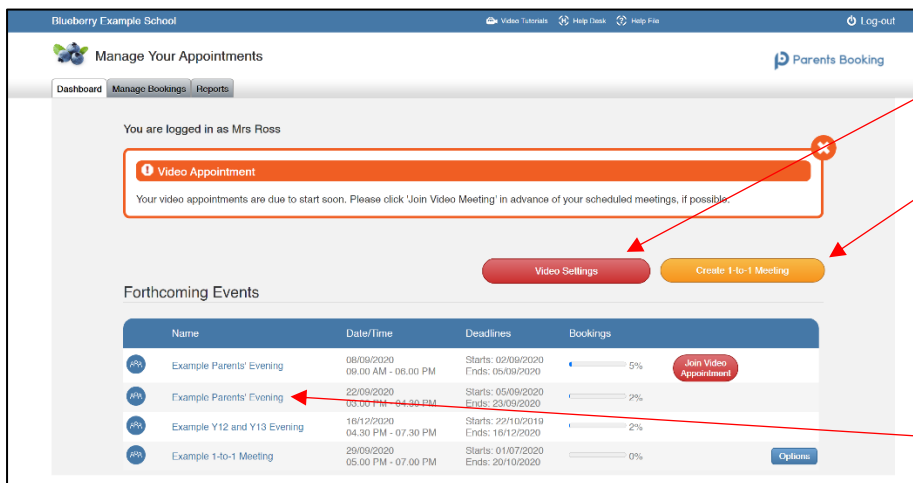 Blueberry Example School Video Tutorials Help Desk Help File Log-out
Manage Your Appointments
Parents Booking
Dashboard Manage Bookings Reports
You are logged in as Mrs Ross
Video Appointment
Your video appointments are due to start soon. Please click 'Join Video Meeting' in advance of your scheduled meetings, if possible.
Video Settings Create 1-to-1 Meeting
Forthcoming Events
Name Date/Time Deadlines Bookings
Example Parents' Evening 08/09/2020 09.00 AM - 06.00 PM Starts: 02/09/2020 Ends: 05/09/2020 5% Join Video Appointment
Example Parents' Evening 22/09/2020 03.00 PM - 04.30 PM Starts: 05/09/2020 Ends: 23/09/2020 2%
Example Y12 and Y13 Evening 16/12/2020 04.30 PM - 07.30 PM Starts: 22/10/2019 Ends: 16/12/2020 2%
Example 1-to-1 Meeting 29/09/2020 05.00 PM - 07.00 PM Starts: 01/07/2020 Ends: 20/10/2020 0% Options